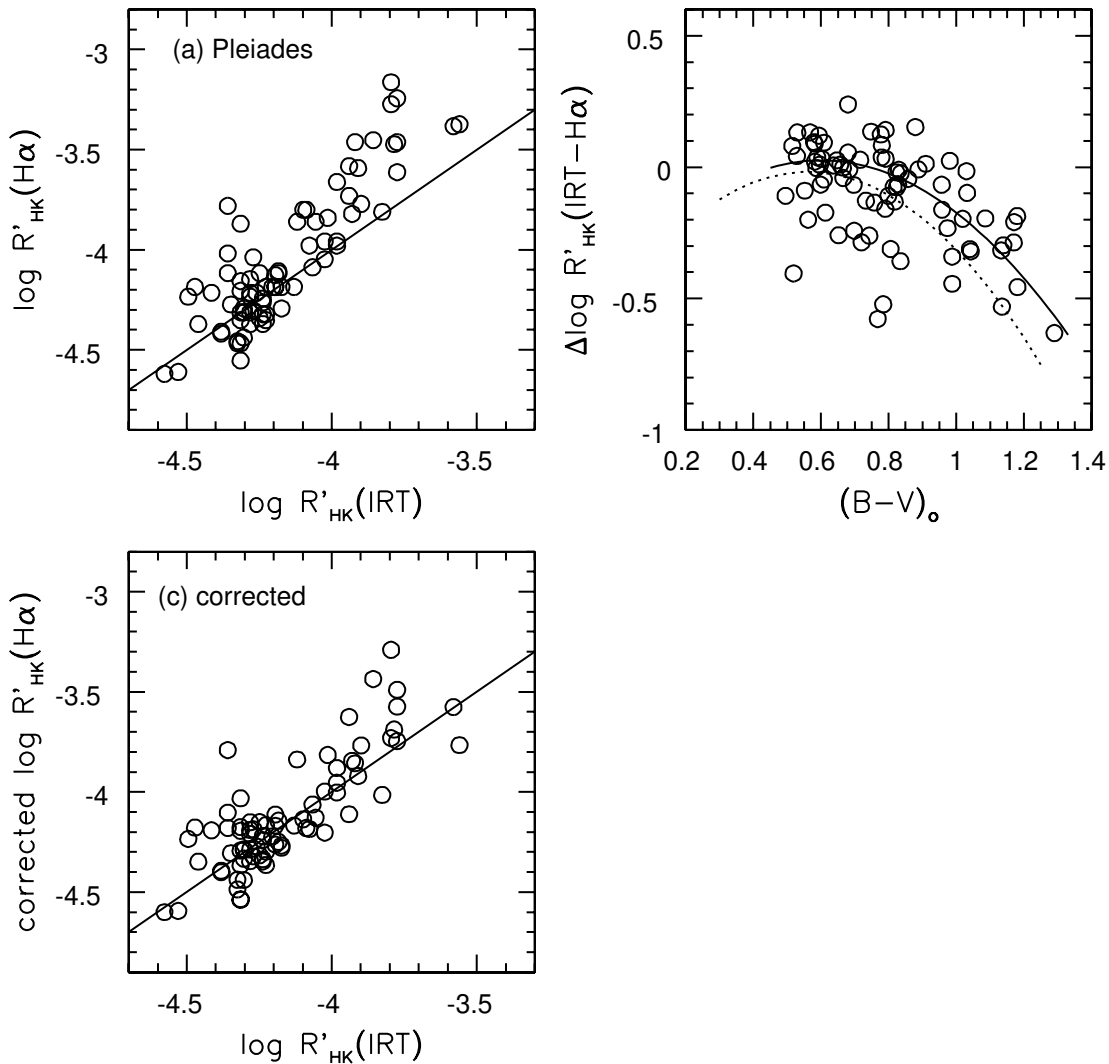 (a) Pleiades
-3
-3.5
-4
-4.5
log R'HK(Hα)
-4.5 -4 -3.5
log R'HK(IRT)
0.5
0
-0.5
-1
Δlog R'HK(IRT−Hα)
0.2 0.4 0.6 0.8 1 1.2 1.4
(B−V)o
(c) corrected
-3
-3.5
-4
-4.5
corrected log R'HK(Hα)
-4.5 -4 -3.5
log R'HK(IRT)